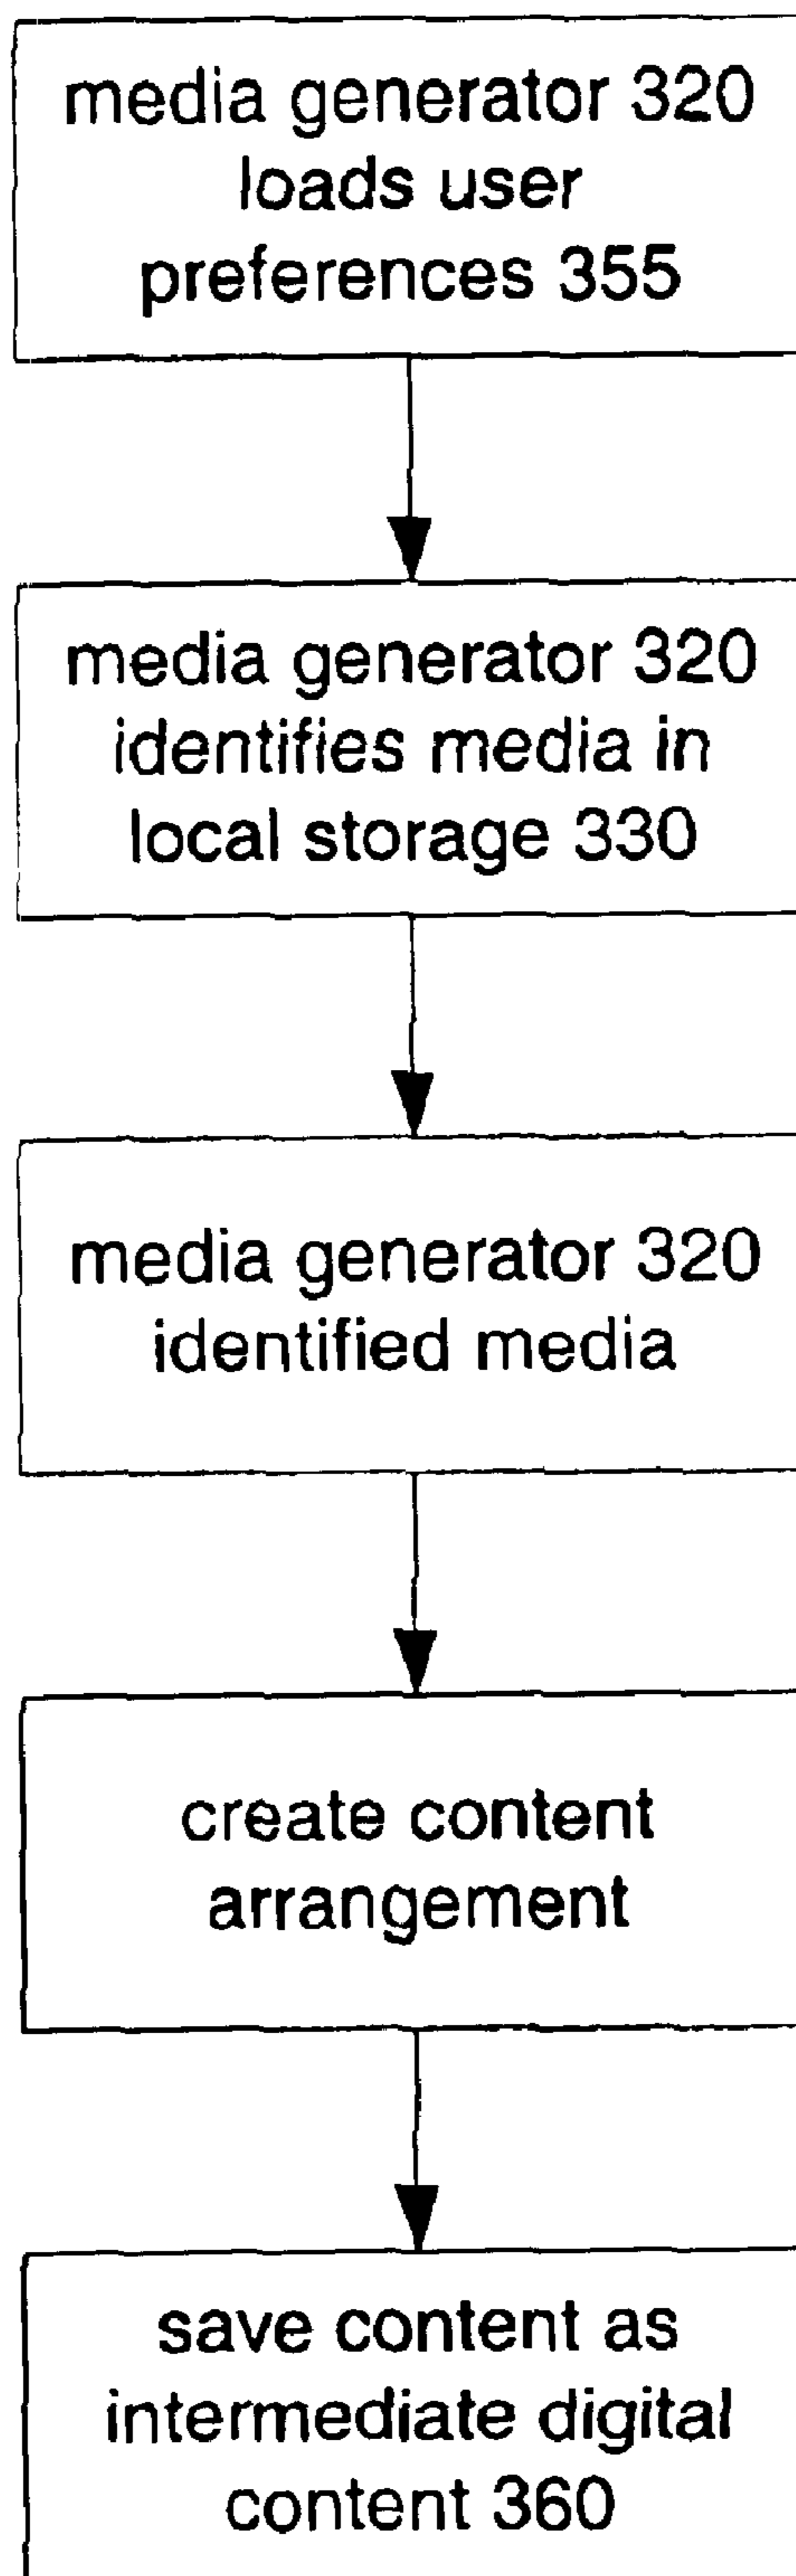 media generator 320
loads user
preferences 355
media generator 320
identifies media in
local storage 330
media generator 320
identified media
create content
arrangement
save content as
intermediate digital
content 360